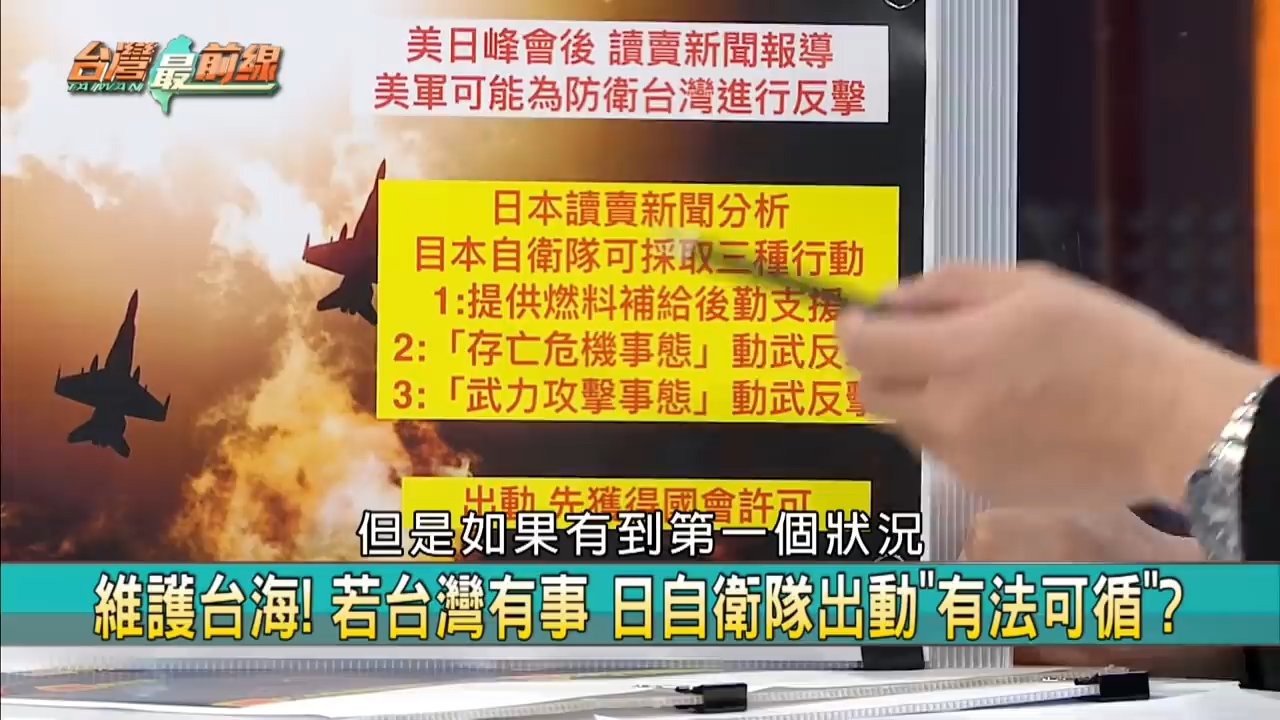 台灣最前線
TAIWAN
美日峰會後 讀賣新聞報導
美軍可能為防衛台灣進行反擊
日本讀賣新聞分析
目本自衛隊可採取三種行動
1:提供燃料補給後勤支援
2:「存亡危機事態」動武反
3:「武力攻擊事態」動武反擊
出動 先獲得國會許可
但是如果有到第一個狀況
維護台海! 若台灣有事 日自衛隊出動"有法可循"?